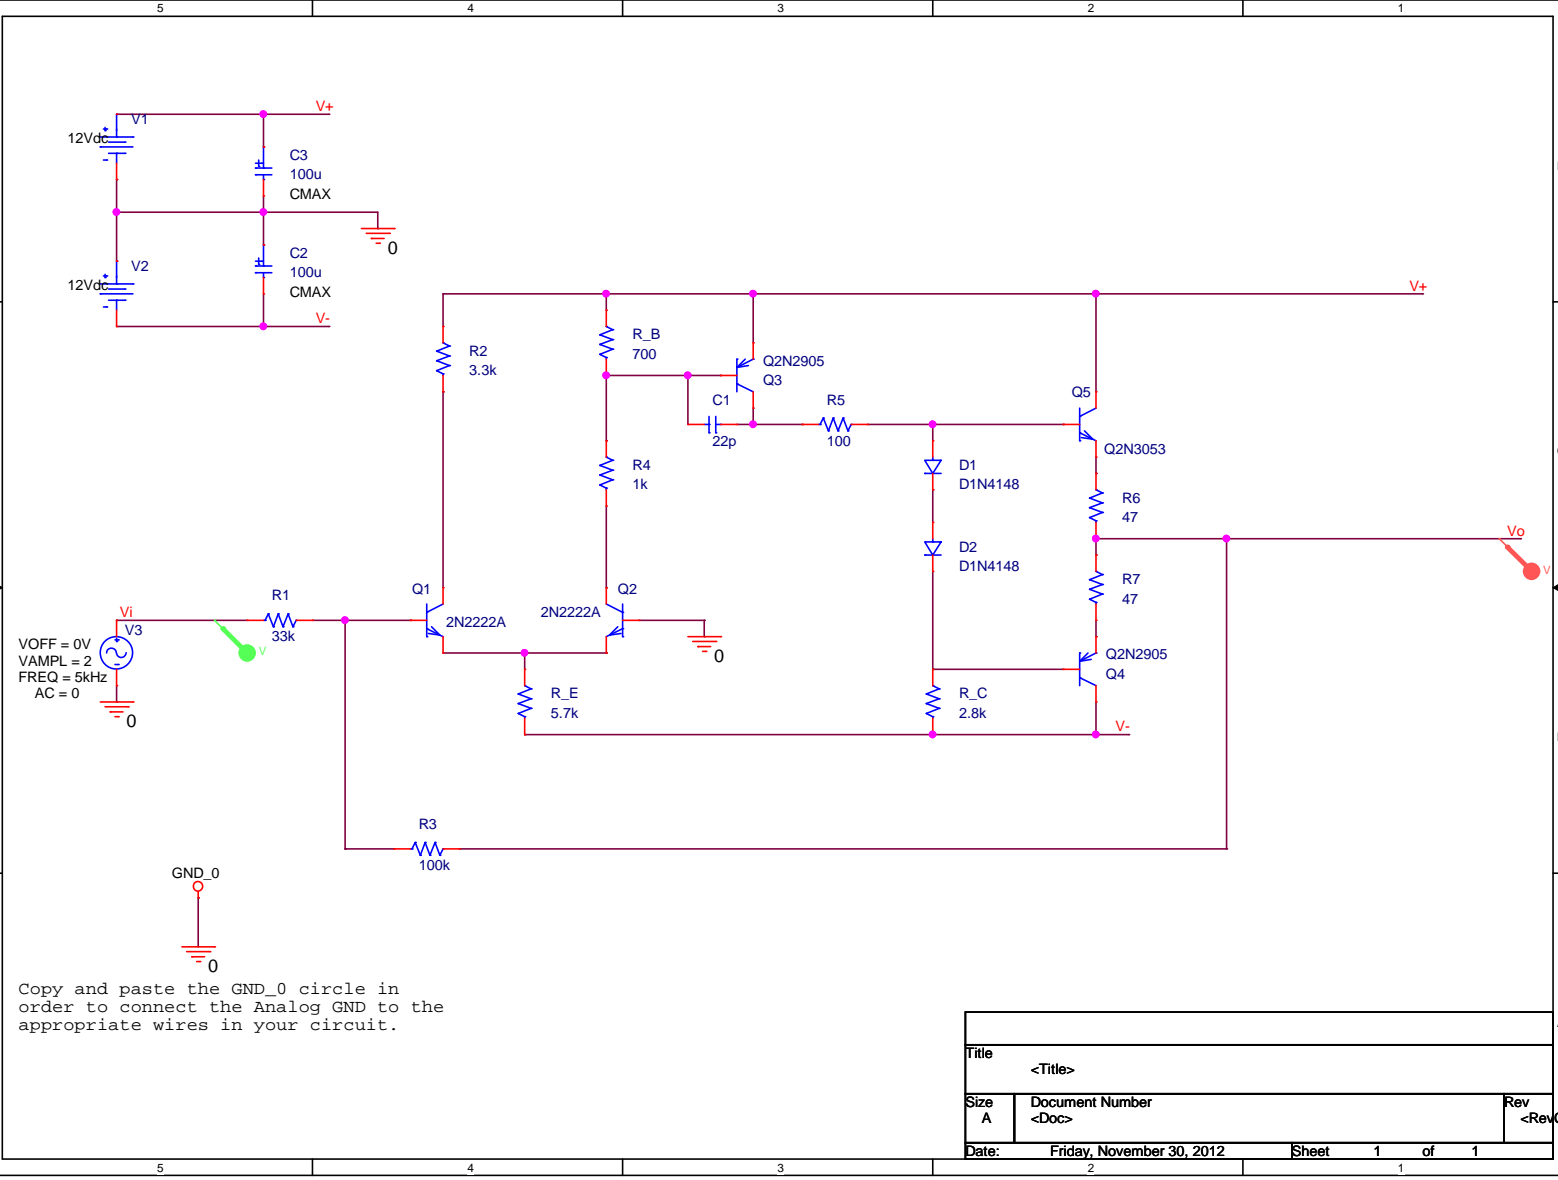 5 4 3 2 1
V+
V1
12Vdc
C3
100u
CMAX
0
V2
12Vdc
C2
100u
CMAX
V-
V+
R2
3.3k
R_B
700
Q2N2905
Q3
C1
22p
R5
100
Q5
Q2N3053
R4
1k
D1
D1N4148
R6
47
Vo
V
D2
D1N4148
R7
47
Q1
2N2222A
Q2
2N2222A
R1
33k
Vi
V3
V
VOFF = 0V
VAMPL = 2
FREQ = 5kHz
AC = 0
0
0
R_E
5.7k
Q2N2905
Q4
R_C
2.8k
V-
R3
100k
GND_0
0
Copy and paste the GND_0 circle in
order to connect the Analog GND to the
appropriate wires in your circuit.
Title
<Title>
Size
A
Document Number
<Doc>
Rev
<Rev
Date: Friday, November 30, 2012 Sheet 1 of 1
5 4 3 2 1